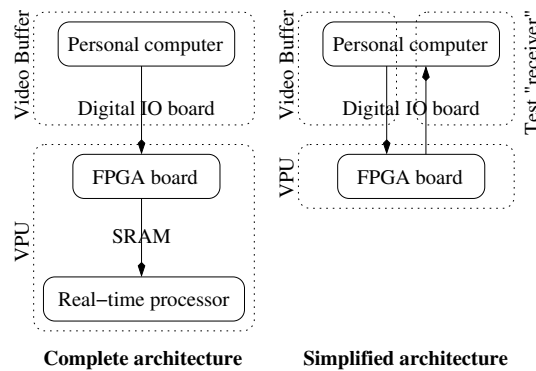 Video Buffer
Personal computer
Digital IO board
VPU
FPGA board
SRAM
Real-time processor
Complete architecture
Video Buffer
Personal computer
Digital IO board
Test "receiver"
VPU
FPGA board
Simplified architecture